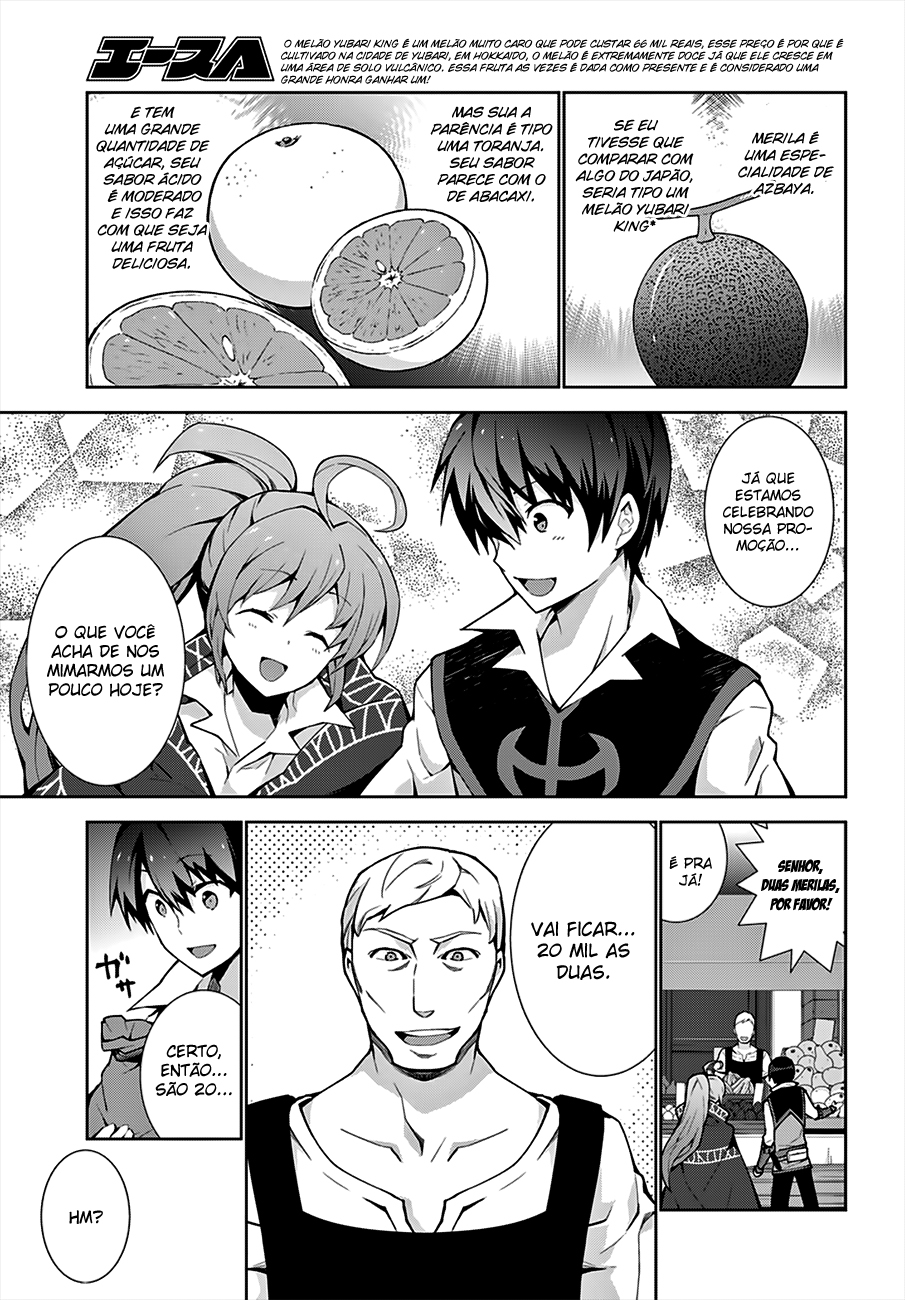 エースA
O MELÃO YUBARI KING É UM MELÃO MUITO CARO QUE PODE CUSTAR 66 MIL REAIS, ESSE PREÇO É POR QUE É
CULTIVADO NA CIDADE DE YUBARI, EM HOKKAIDO, O MELÃO É EXTREMAMENTE DOCE JÁ QUE ELE CRESCE EM
UMA ÁREA DE SOLO VULCÂNICO. ESSA FRUTA AS VEZES É DADA COMO PRESENTE E É CONSIDERADO UMA
GRANDE HONRA GANHAR UM!
MERILA É
UMA ESPE-
CIALIDADE DE
AZBAYA.
SE EU
TIVESSE QUE
COMPARAR COM
ALGO DO JAPÃO,
SERIA TIPO UM
MELÃO YUBARI
KING*
MAS SUA A
PARÊNCIA É TIPO
UMA TORANJA.
SEU SABOR
PARECE COM O
DE ABACAXI.
E TEM
UMA GRANDE
QUANTIDADE DE
AÇÚCAR, SEU
SABOR ÁCIDO
É MODERADO
E ISSO FAZ
COM QUE SEJA
UMA FRUTA
DELICIOSA.
JÁ QUE
ESTAMOS
CELEBRANDO
NOSSA PRO-
MOÇÃO...
O QUE VOCÊ
ACHA DE NOS
MIMARMOS UM
POUCO HOJE?
SENHOR,
DUAS MERILAS,
POR FAVOR!
É PRA
JÁ!
VAI FICAR...
20 MIL AS
DUAS.
ガサ
CERTO,
ENTÃO...
SÃO 20...
HM?